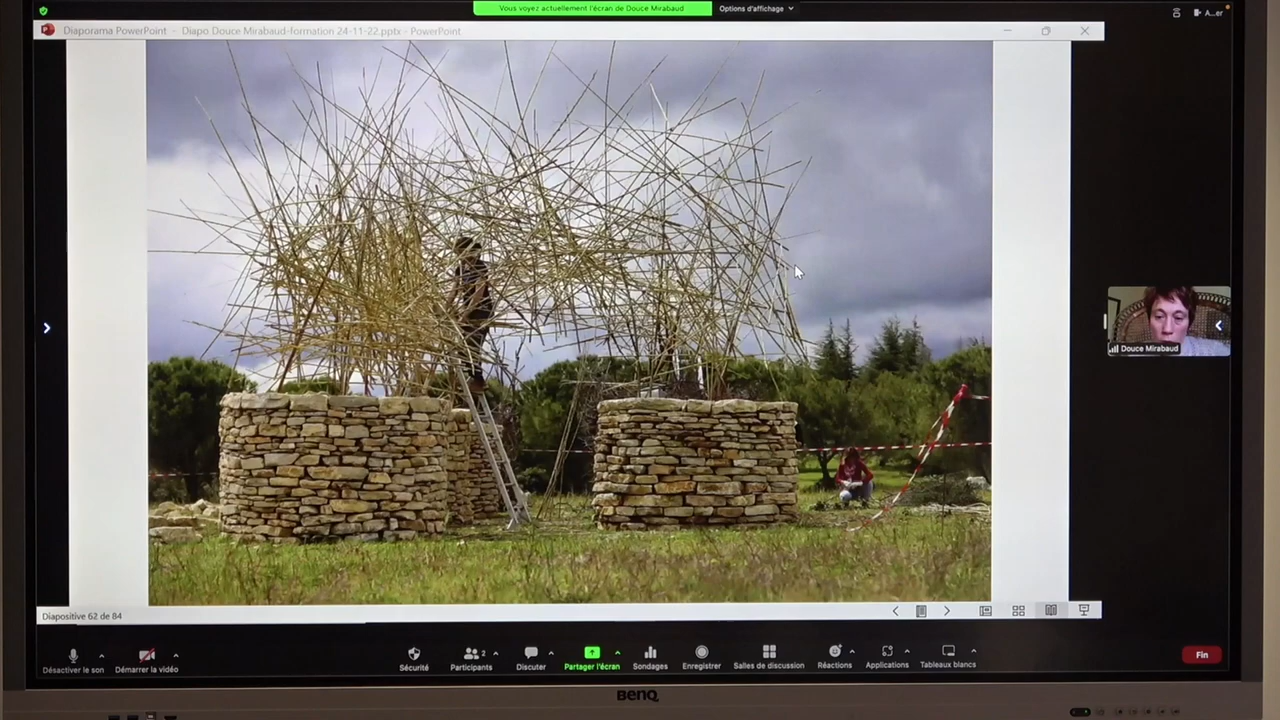 Vous voyez actuellement l'écran de Douce Mirabaud
Options d'affichage
Diaporama PowerPoint - Diapo Douce Mirabaud-formation 24-11-22.pptx - PowerPoint
Douce Mirabaud
Diapositive 62 de 84
Désactiver le son
Démarrer la vidéo
Sécurité
Participants
2
Discuter
Partager l'écran
Sondages
Enregistrer
Salles de discussion
Réactions
Applications
Tableaux blancs
Fin
BenQ